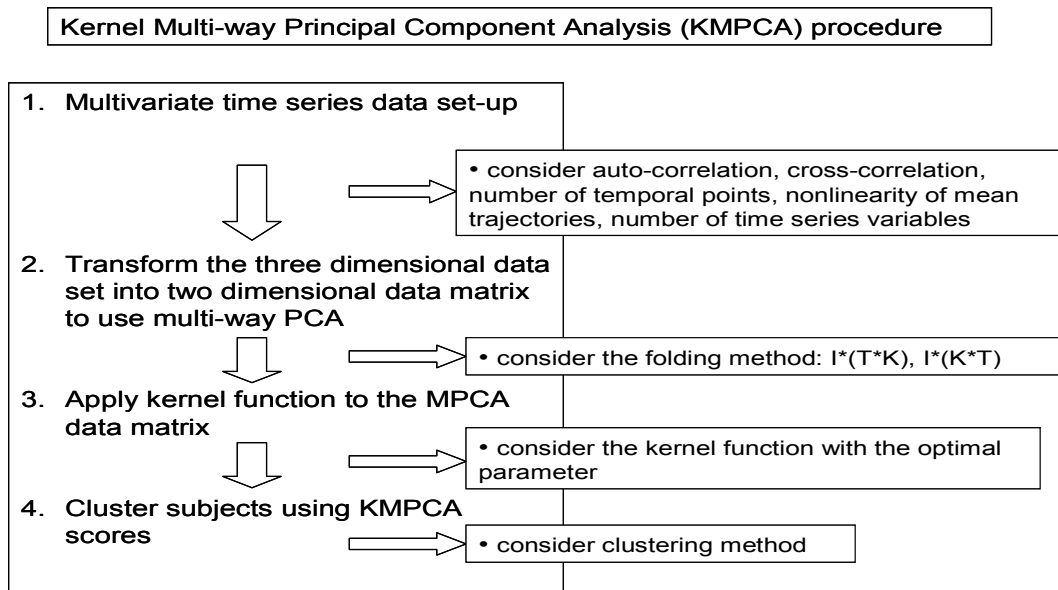 Kernel Multi-way Principal Component Analysis (KMPCA) procedure
1. Multivariate time series data set-up
• consider auto-correlation, cross-correlation,
number of temporal points, nonlinearity of mean
trajectories, number of time series variables
2. Transform the three dimensional data
set into two dimensional data matrix
to use multi-way PCA
• consider the folding method: I*(T*K), I*(K*T)
3. Apply kernel function to the MPCA
data matrix
• consider the kernel function with the optimal
parameter
4. Cluster subjects using KMPCA
scores
• consider clustering method